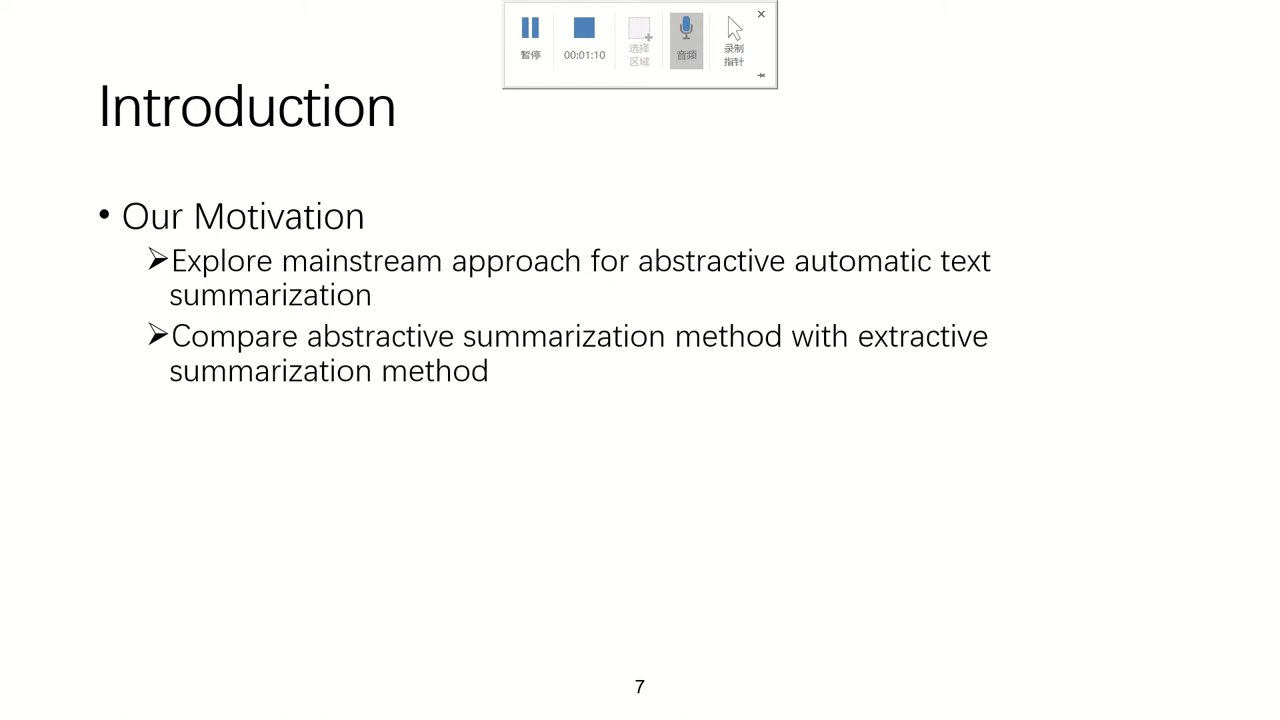 暂停
00:01:10
选择
区域
音频
录制
指针
Introduction
• Our Motivation
➢Explore mainstream approach for abstractive automatic text
summarization
➢Compare abstractive summarization method with extractive
summarization method
7